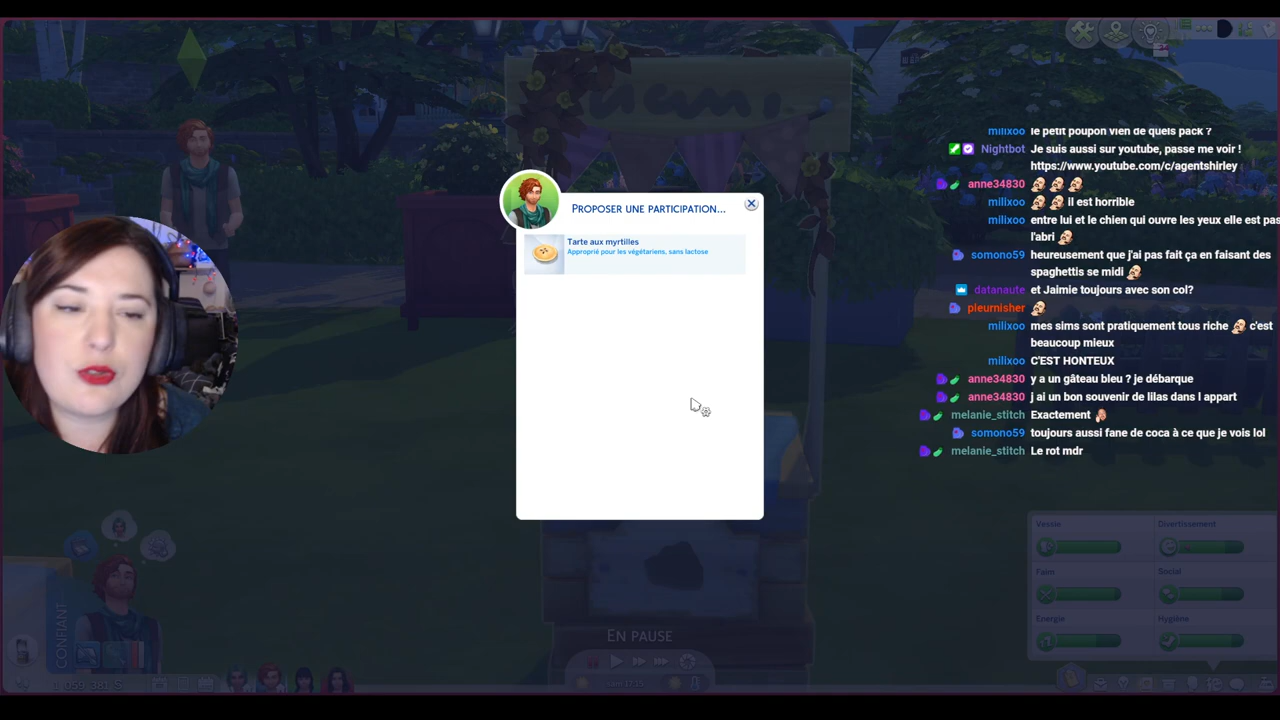 milixoo le petit poupon vien de quels pack ?
Nightbot Je suis aussi sur youtube, passe me voir !
https://www.youtube.com/c/agentshirley
anne34830
milixoo il est horrible
milixoo entre lui et le chien qui ouvre les yeux elle est pas
l'abri
somono59 heureusement que j'ai pas fait ça en faisant des
spaghettis se midi
datanaute et Jaimie toujours avec son col?
pleurnisher
milixoo mes sims sont pratiquement tous riche c'est
beaucoup mieux
milixoo C'EST HONTEUX
anne34830 y a un gâteau bleu ? je débarque
anne34830 j ai un bon souvenir de lilas dans l appart
melanie_stitch Exactement
somono59 toujours aussi fane de coca à ce que je vois lol
melanie_stitch Le rot mdr
Proposer une participation...
Tarte aux myrtilles
Approprié pour les végétariens, sans lactose
Vessie Divertissement
Faim Social
Energie Hygiène
CONFIANT
En pause